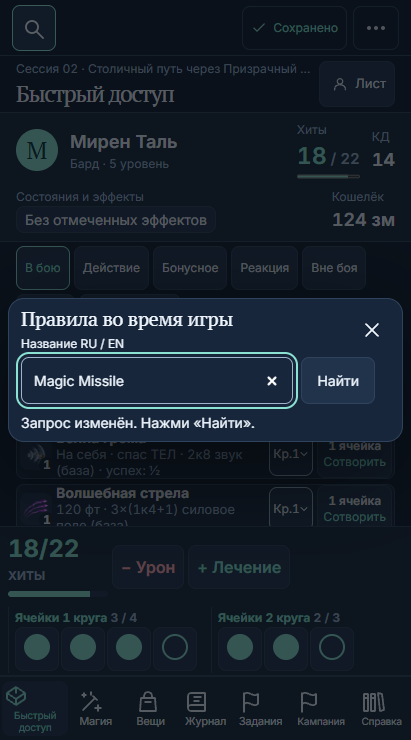 Сохранено
Сессия 02 · Столичный путь через Призрачный ...
Быстрый доступ
Лист
М
Мирен Таль
Бард · 5 уровень
Хиты
18 / 22
КД
14
Состояния и эффекты
Без отмеченных эффектов
Кошелёк
124 зм
В бою
Действие
Бонусное
Реакция
Вне боя
Правила во время игры
Название RU / EN
Magic Missile
Найти
Запрос изменён. Нажми «Найти».
1
На себя · спас ТЕЛ · 2к8 звук
(база) · успех: ½
Кр.1
1 ячейка
Сотворить
1
Волшебная стрела
120 фт · 3×(1к4+1) силовое
поле (база)
Кр.1
1 ячейка
Сотворить
18/22
ХИТЫ
− Урон
+ Лечение
Ячейки 1 круга 3 / 4
Ячейки 2 круга 2 / 3
Быстрый
доступ
Магия
Вещи
Журнал
Задания
Кампания
Справка